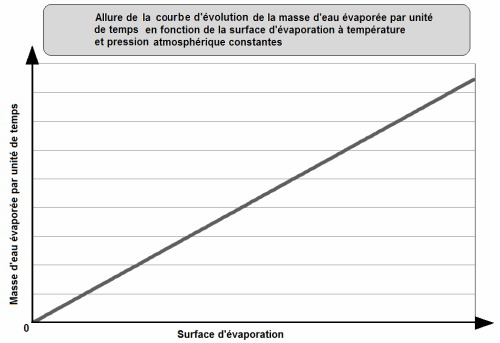 Allure de la courbe d'évolution de la masse d'eau évaporée par unité
de temps en fonction de la surface d'évaporation à température
et pression atmosphérique constantes
Masse d'eau évaporée par unité de temps
0
Surface d'évaporation